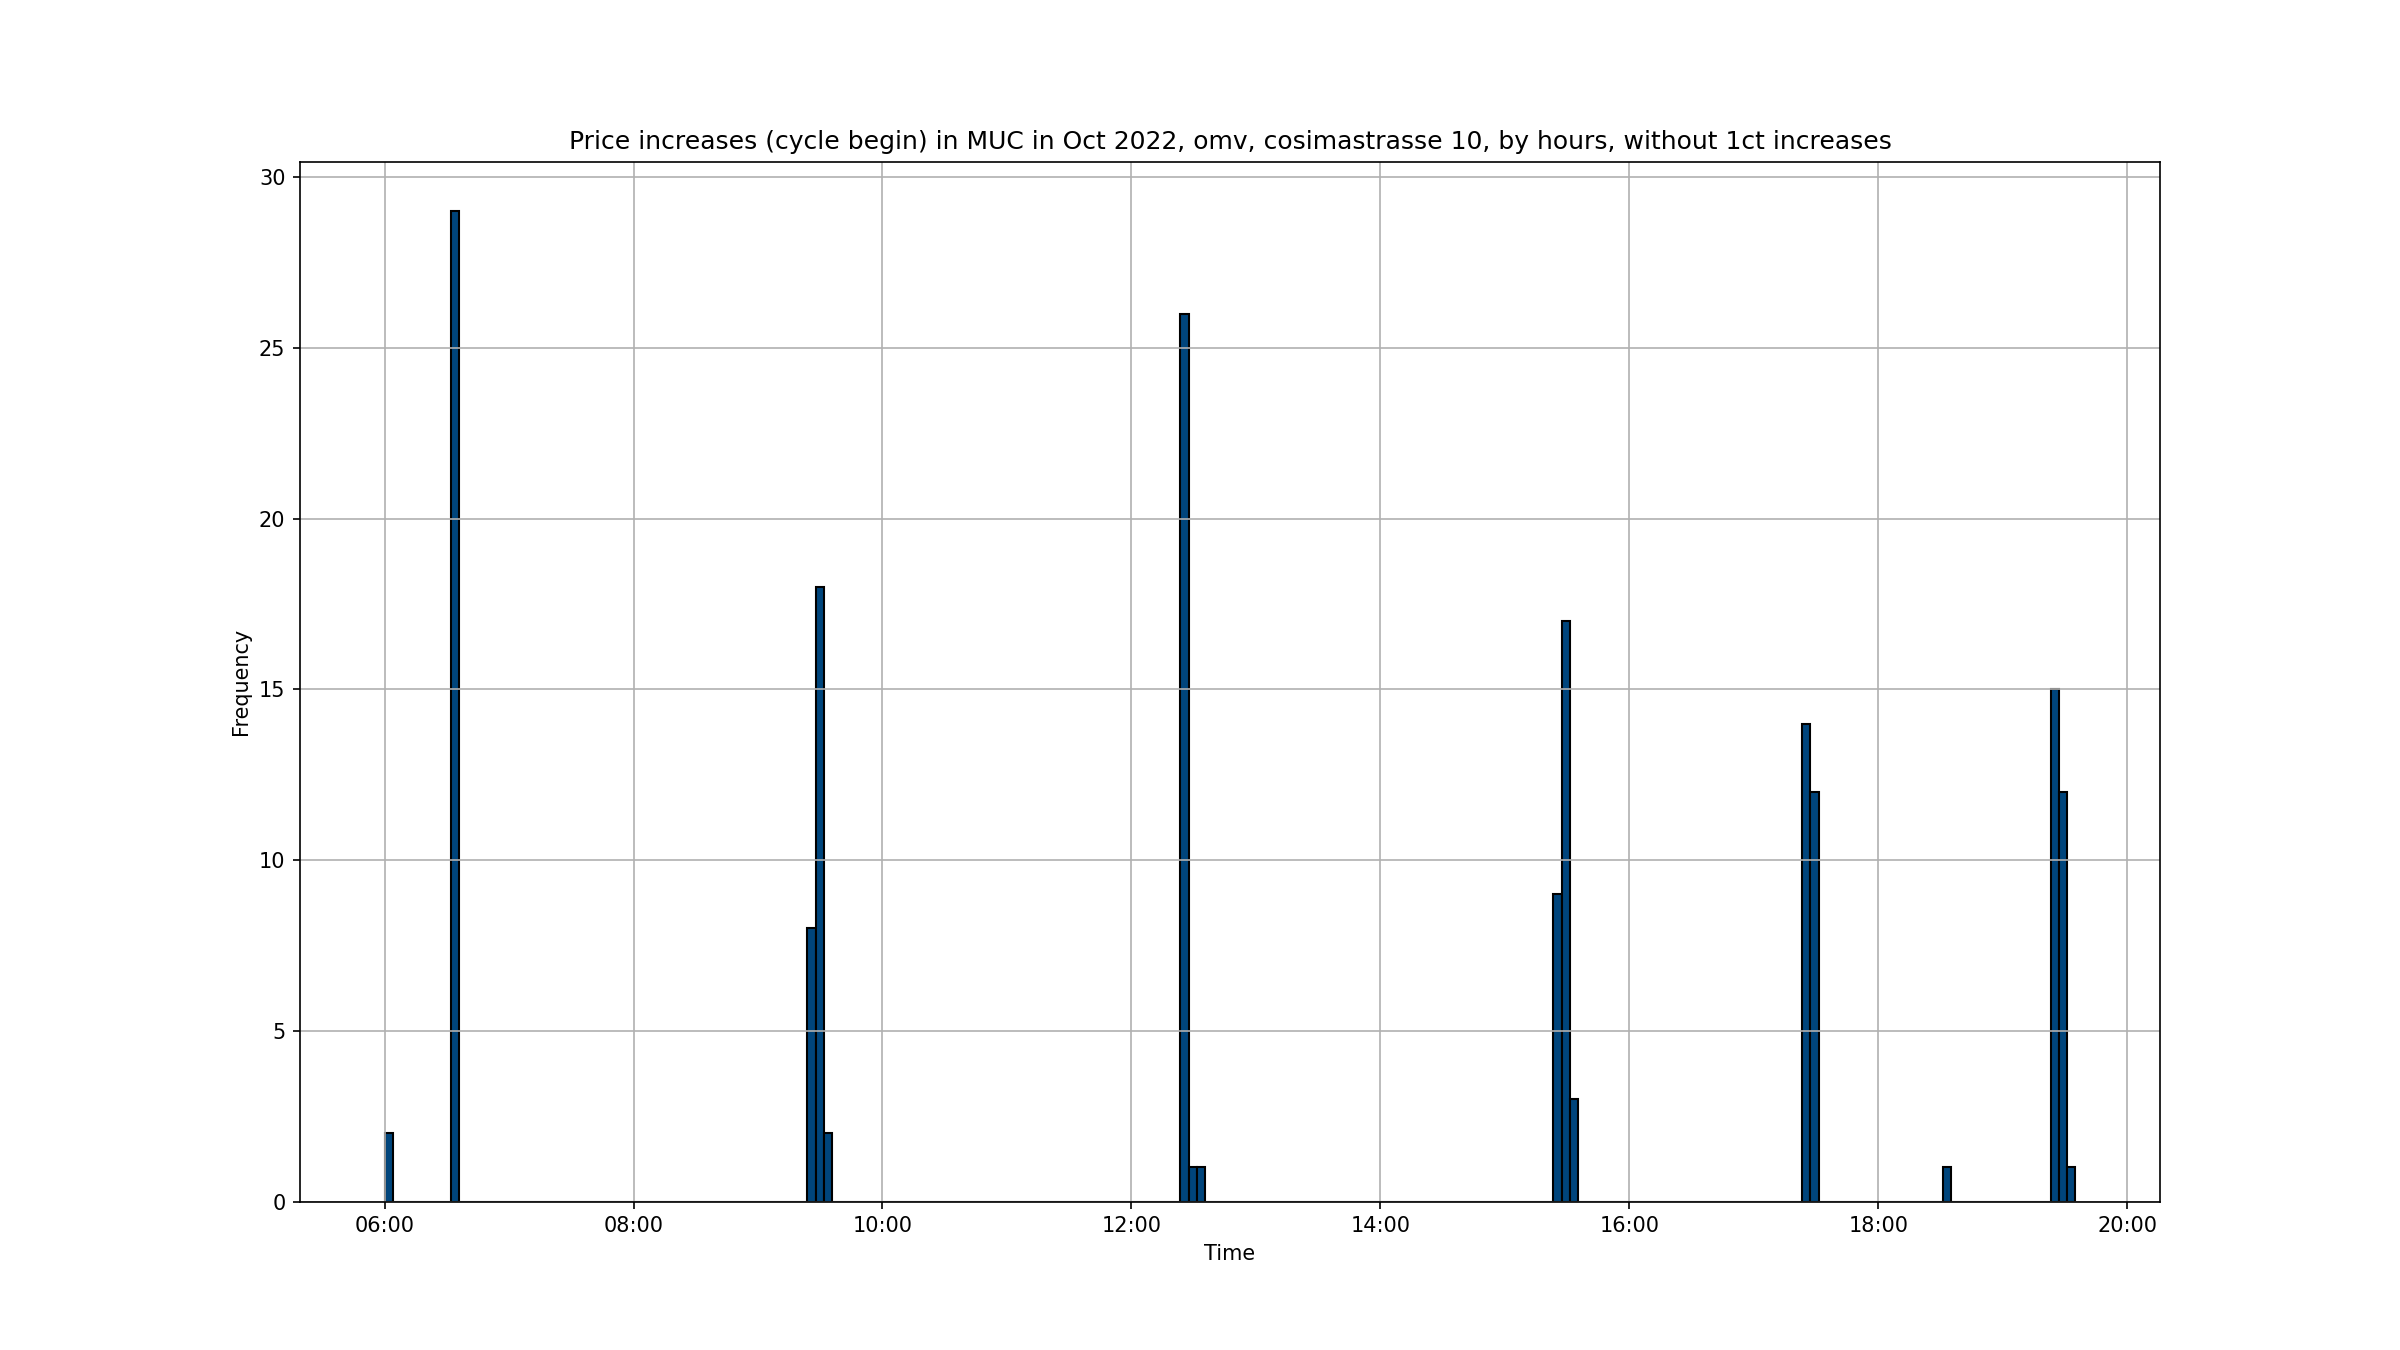 Price increases (cycle begin) in MUC in Oct 2022, omv, cosimastrasse 10, by hours, without 1ct increases
30
25
20
15
10
5
0
Frequency
06:00 08:00 10:00 12:00 14:00 16:00 18:00 20:00
Time